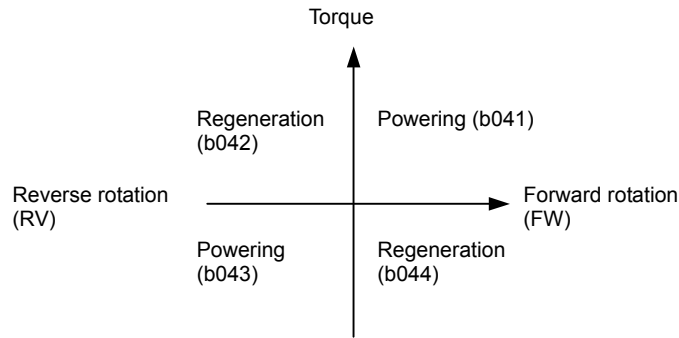 Torque
Regeneration
(b042)
Powering (b041)
Reverse rotation
(RV)
Forward rotation
(FW)
Powering
(b043)
Regeneration
(b044)